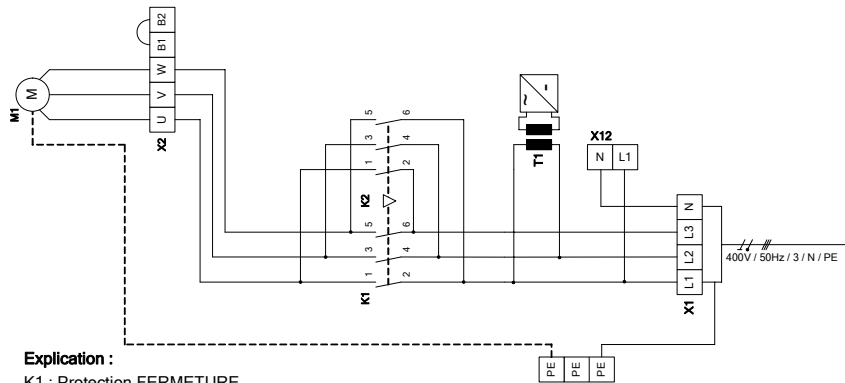 B2
B1
W
V
U
X2
M
M1
5 6
3 4
1 2
K2
5 6
3 4
1 2
K1
~ -
T1
X12
N L1
N
L3
L2
L1
X1
400V / 50Hz / 3 / N / PE
PE PE PE
Explication :
K1 : Protection FERMETURE